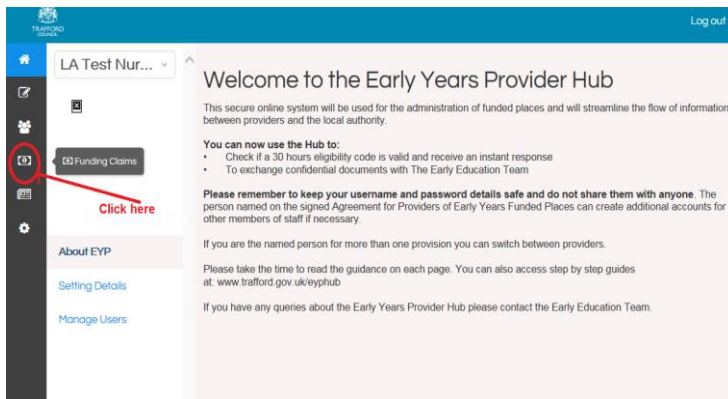 TRAFFORD
COUNCIL
Log out
LA Test Nur...
Funding Claims
Click here
About EYP
Setting Details
Manage Users
Welcome to the Early Years Provider Hub
This secure online system will be used for the administration of funded places and will streamline the flow of information
between providers and the local authority.
You can now use the Hub to:
• Check if a 30 hours eligibility code is valid and receive an instant response
• To exchange confidential documents with The Early Education Team
Please remember to keep your username and password details safe and do not share them with anyone. The
person named on the signed Agreement for Providers of Early Years Funded Places can create additional accounts for
other members of staff if necessary.
If you are the named person for more than one provision you can switch between providers.
Please take the time to read the guidance on each page. You can also access step by step guides
at: www.trafford.gov.uk/eyphub
If you have any queries about the Early Years Provider Hub please contact the Early Education Team.